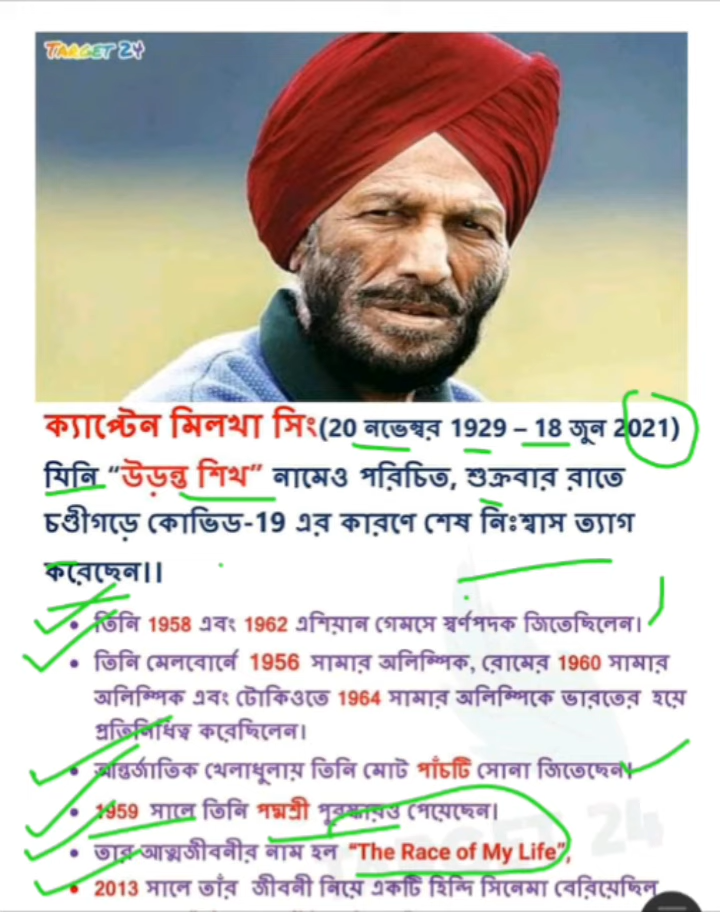 TARGET 24
ক্যাপ্টেন মিলখা সিং(20 নভেম্বর 1929 – 18 জুন 2021)
যিনি “উড়ন্ত শিখ” নামেও পরিচিত, শুক্রবার রাতে
চণ্ডীগড়ে কোভিড-19 এর কারণে শেষ নিঃশ্বাস ত্যাগ
করেছেন।।
• তিনি 1958 এবং 1962 এশিয়ান গেমসে স্বর্ণপদক জিতেছিলেন।
• তিনি মেলবোর্নে 1956 সামার অলিম্পিক, রোমের 1960 সামার
অলিম্পিক এবং টোকিওতে 1964 সামার অলিম্পিকে ভারতের হয়ে
প্রতিনিধিত্ব করেছিলেন।
• আন্তর্জাতিক খেলাধুলায় তিনি মোট পাঁচটি সোনা জিতেছেন।
• 1959 সালে তিনি পদ্মশ্রী পুরস্কারও পেয়েছেন।
• তার আত্মজীবনীর নাম হল “The Race of My Life”,
• 2013 সালে তাঁর জীবনী নিয়ে একটি হিন্দি সিনেমা বেরিয়েছিল
TARGET 24